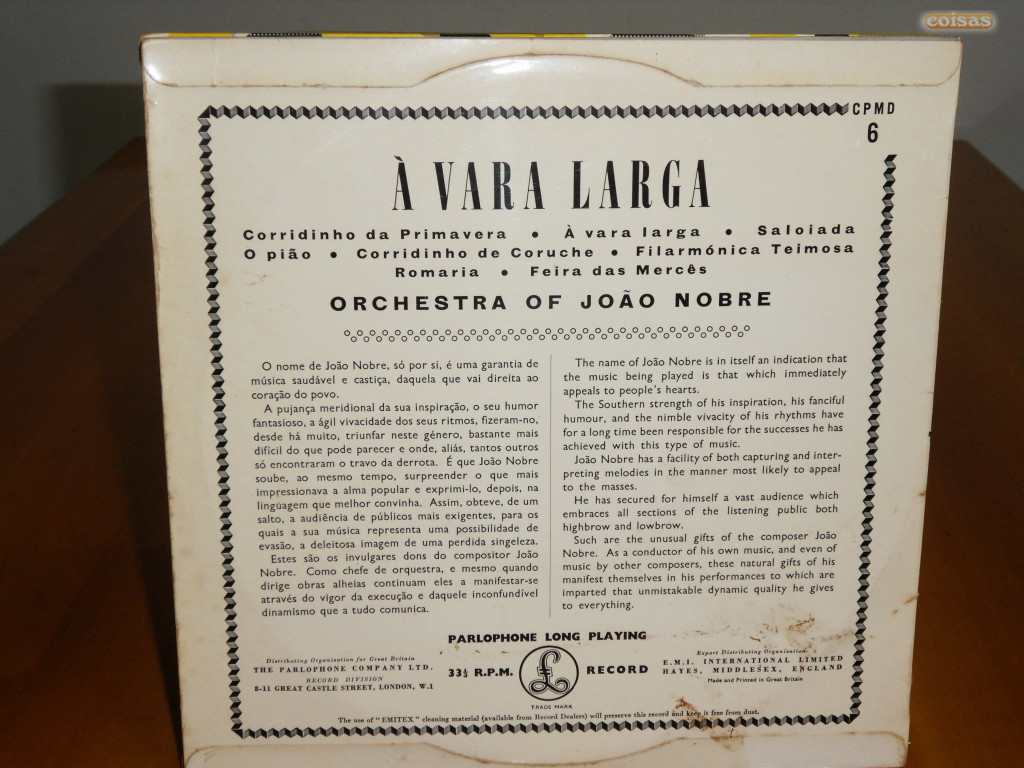 coisas
CPMD
6
À VARA LARGA
Corridinho da Primavera • À vara larga • Saloiada
O pião • Corridinho de Coruche • Filarmónica Teimosa
Romaria • Feira das Mercês
ORCHESTRA OF JOÃO NOBRE
O nome de João Nobre, só por si, é uma garantia de
música saudável e castiça, daquela que vai direita ao
coração do povo.
A pujança meridional da sua inspiração, o seu humor
fantasioso, a ágil vivacidade dos seus ritmos, fizeram-no,
desde há muito, triunfar neste género, bastante mais
difícil do que pode parecer e onde, aliás, tantos outros
só encontraram o travo da derrota. É que João Nobre
soube, ao mesmo tempo, surpreender o que mais
impressionava a alma popular e exprimi-lo, depois, na
linguagem que melhor convinha. Assim, obteve, de um
salto, a audiência de públicos mais exigentes, para os
quais a sua música representa uma possibilidade de
evasão, a deleitosa imagem de uma perdida singeleza.
Estes são os invulgares dons do compositor João
Nobre. Como chefe de orquestra, e mesmo quando
dirige obras alheias continuam eles a manifestar-se
através do vigor da execução e daquele inconfundível
dinamismo que a tudo comunica.
The name of João Nobre is in itself an indication that
the music being played is that which immediately
appeals to people's hearts.
The Southern strength of his inspiration, his fanciful
humour, and the nimble vivacity of his rhythms have
for a long time been responsible for the successes he has
achieved with this type of music.
João Nobre has a facility of both capturing and inter-
preting melodies in the manner most likely to appeal
to the masses.
He has secured for himself a vast audience which
embraces all sections of the listening public both
highbrow and lowbrow.
Such are the unusual gifts of the composer João
Nobre. As a conductor of his own music, and even of
music by other composers, these natural gifts of his
manifest themselves in his performances to which are
imparted that unmistakable dynamic quality he gives
to everything.
PARLOPHONE LONG PLAYING
33⅓ R.P.M. £ RECORD
TRADE MARK
Distributing Organisation for Great Britain
THE PARLOPHONE COMPANY LTD.
RECORD DIVISION
8-11 GREAT CASTLE STREET, LONDON, W.1
Export Distributing Organisation
E.M.I. INTERNATIONAL LIMITED
HAYES, MIDDLESEX, ENGLAND
Made and Printed in Great Britain
The use of "EMITEX" cleaning material (available from Record Dealers) will preserve this record and keep it free from dust.